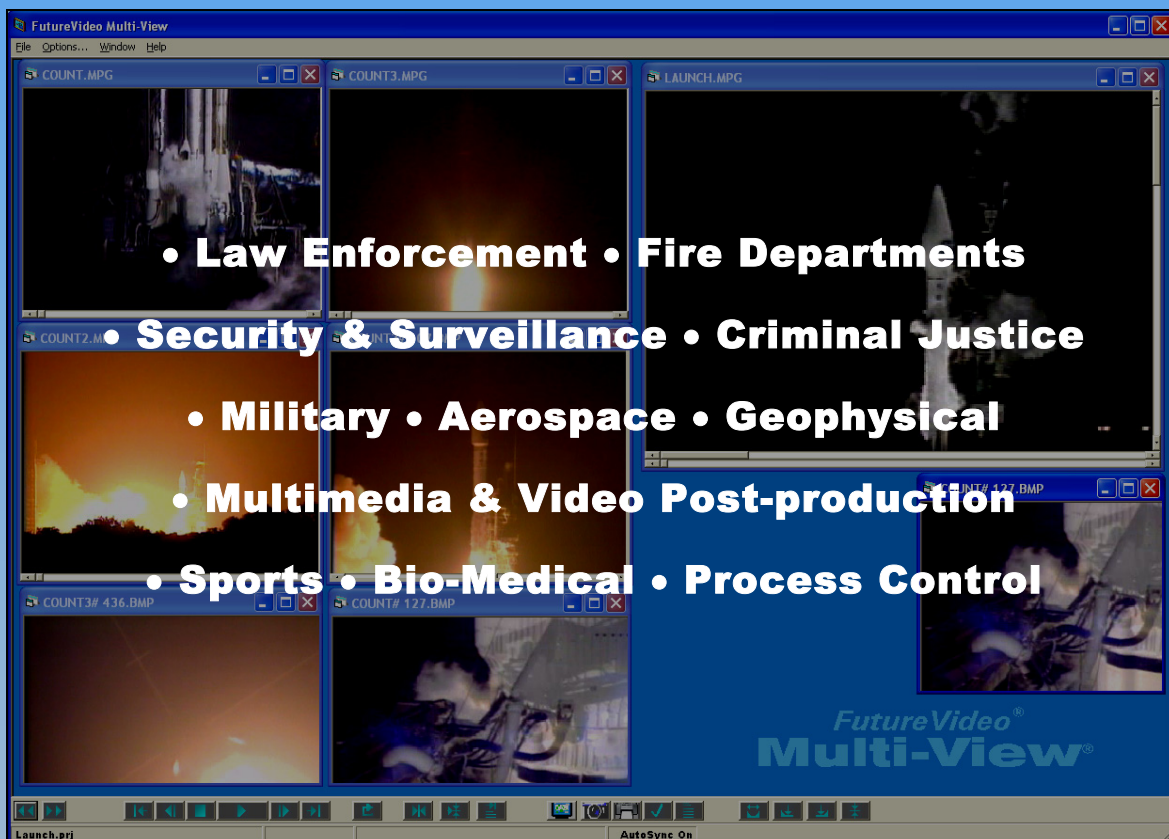 FutureVideo Multi-View
File Options... Window Help
COUNT.MPG
COUNT3.MPG
LAUNCH.MPG
• Law Enforcement • Fire Departments
COUNT2.M
• Security & Surveillance • Criminal Justice
• Military • Aerospace • Geophysical
COUNT# 127.BMP
• Multimedia & Video Post-production
• Sports • Bio-Medical • Process Control
COUNT3# 436.BMP
COUNT# 127.BMP
FutureVideo®
Multi-View®
Launch.prj
AutoSync On